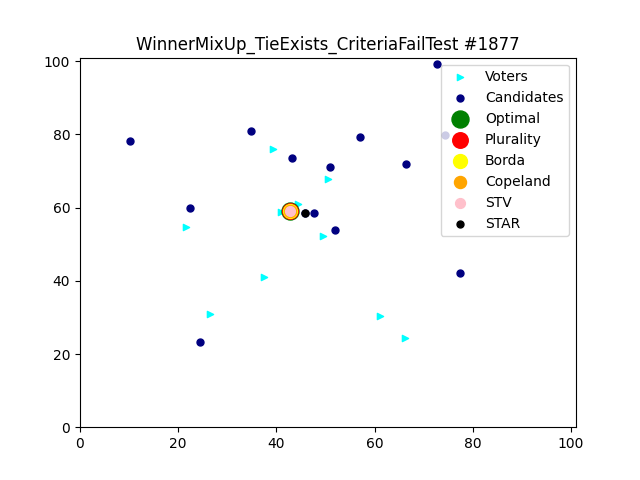 WinnerMixUp_TieExists_CriteriaFailTest #1877
100
80
60
40
20
0
0
20
40
60
80
100
Voters
Candidates
Optimal
Plurality
Borda
Copeland
STV
STAR